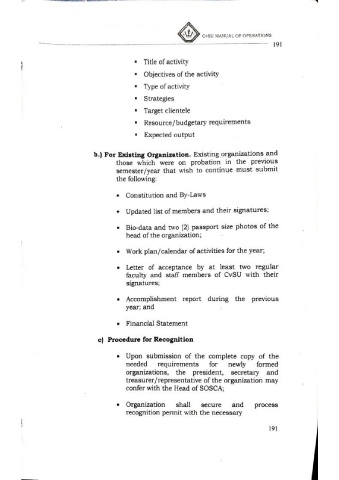 CvSU MANUAL OF OPERATIONS
191
▪ Title of activity
▪ Objectives of the activity
▪ Type of activity
▪ Strategies
▪ Target clientele
▪ Resource/budgetary requirements
▪ Expected output
b.) For Existing Organization. Existing organizations and
those which were on probation in the previous
semester/year that wish to continue must submit
the following:
• Constitution and By-Laws
• Updated list of members and their signatures;
• Bio-data and two (2) passport size photos of the
head of the organization;
• Work plan/calendar of activities for the year;
• Letter of acceptance by at least two regular
faculty and staff members of CvSU with their
signatures;
• Accomplishment report during the previous
year; and
• Financial Statement
c) Procedure for Recognition
• Upon submission of the complete copy of the
needed requirements for newly formed
organizations, the president, secretary and
treasurer/representative of the organization may
confer with the Head of SOSCA;
• Organization shall secure and process
recognition permit with the necessary
191